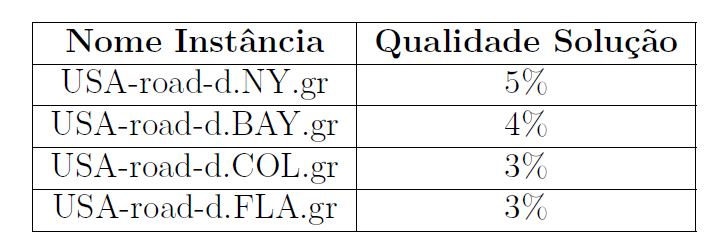 Nome Instância Qualidade Solução
USA-road-d.NY.gr 5%
USA-road-d.BAY.gr 4%
USA-road-d.COL.gr 3%
USA-road-d.FLA.gr 3%